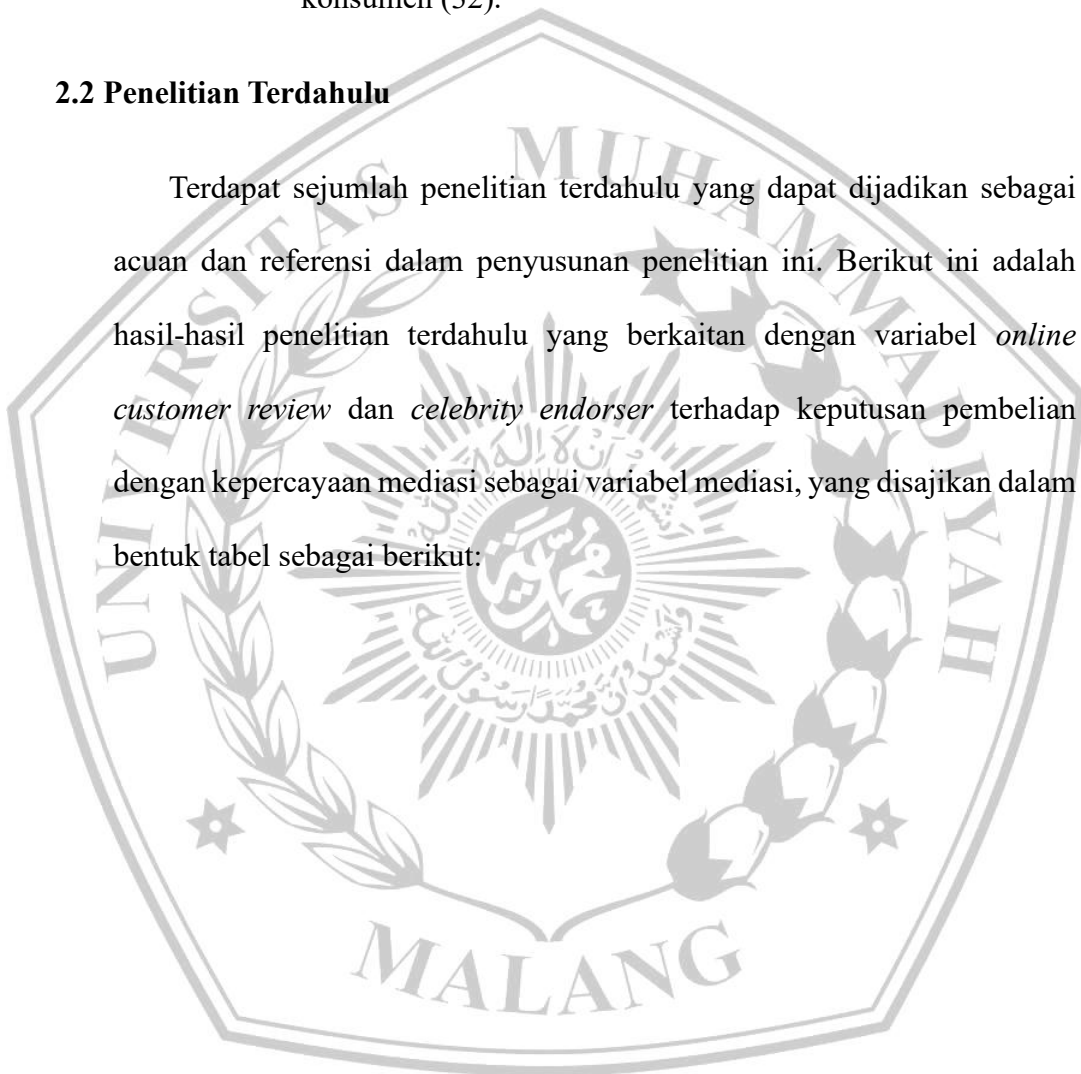 konsumen (32).
2.2 Penelitian Terdahulu
Terdapat sejumlah penelitian terdahulu yang dapat dijadikan sebagai
acuan dan referensi dalam penyusunan penelitian ini. Berikut ini adalah
hasil-hasil penelitian terdahulu yang berkaitan dengan variabel online
customer review dan celebrity endorser terhadap keputusan pembelian
dengan kepercayaan mediasi sebagai variabel mediasi, yang disajikan dalam
bentuk tabel sebagai berikut:
UNIVERSITAS MUHAMMADIYAH
MALANG